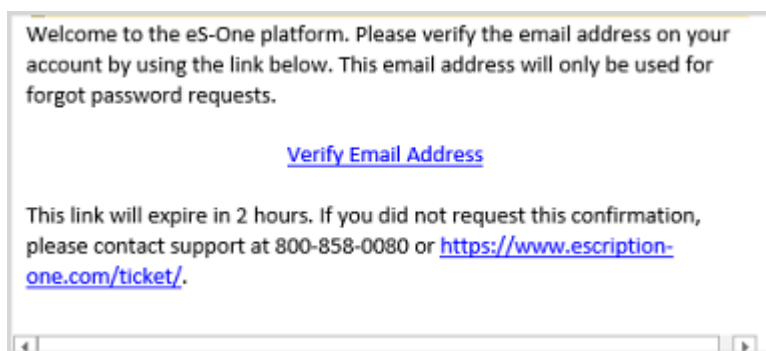 Welcome to the eS-One platform. Please verify the email address on your
account by using the link below. This email address will only be used for
forgot password requests.
Verify Email Address
This link will expire in 2 hours. If you did not request this confirmation,
please contact support at 800-858-0080 or https://www.escription-
one.com/ticket/.